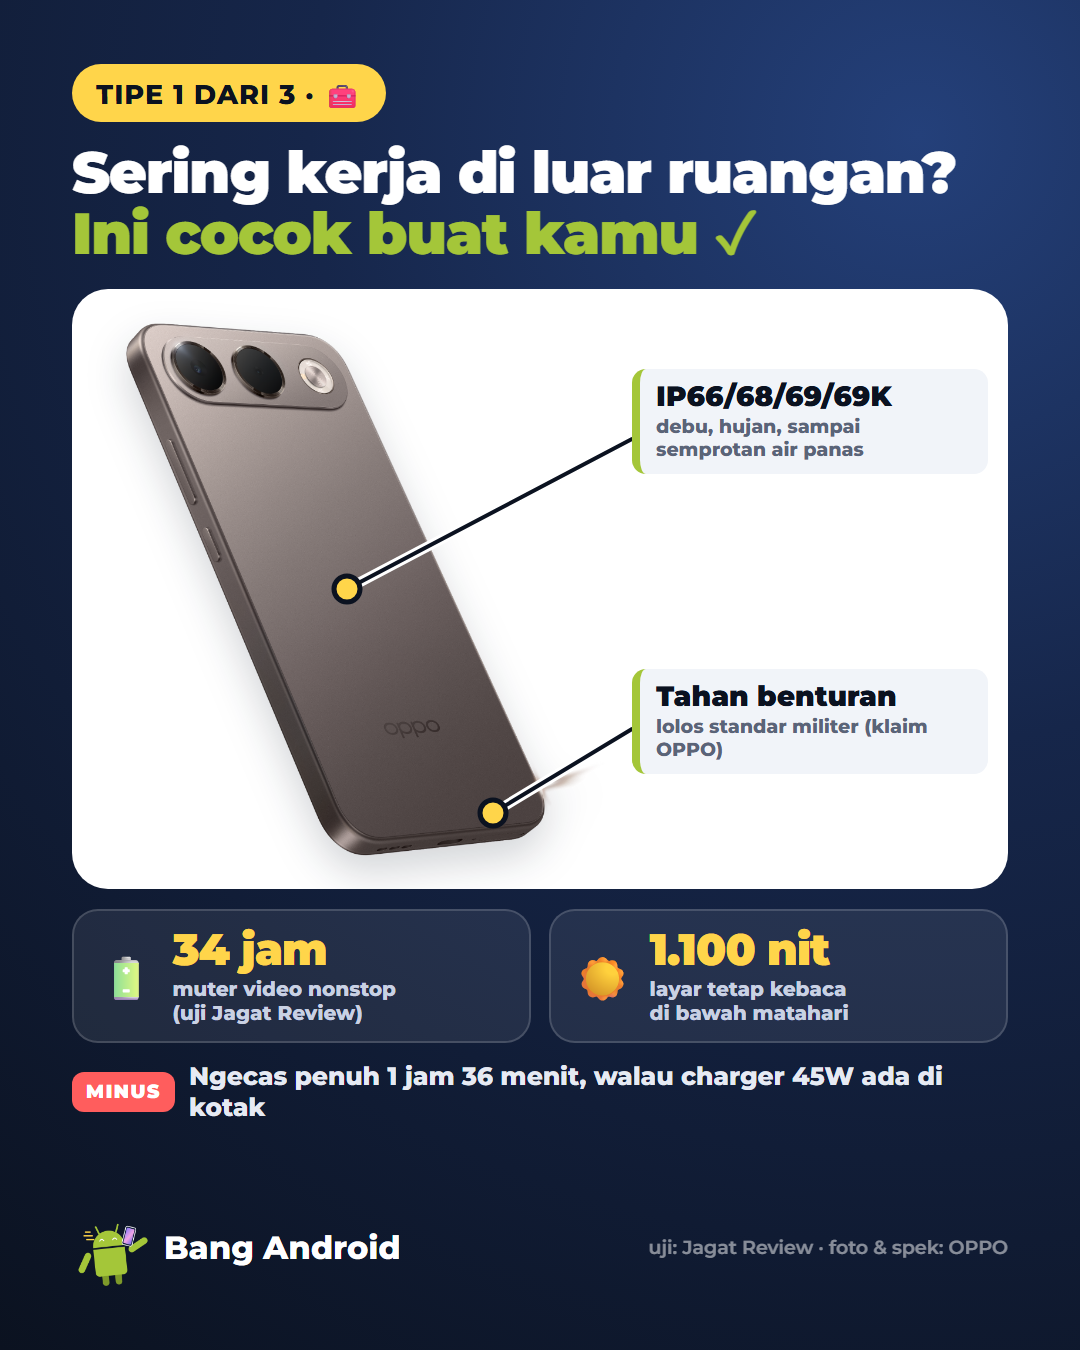 TIPE 1 DARI 3 •
Sering kerja di luar ruangan?
Ini cocok buat kamu ✓
IP66/68/69/69K
debu, hujan, sampai
semprotan air panas
oppo
Tahan benturan
lolos standar militer (klaim
OPPO)
34 jam
muter video nonstop
(uji Jagat Review)
1.100 nit
layar tetap kebaca
di bawah matahari
MINUS
Ngecas penuh 1 jam 36 menit, walau charger 45W ada di
kotak
Bang Android
uji: Jagat Review · foto & spek: OPPO